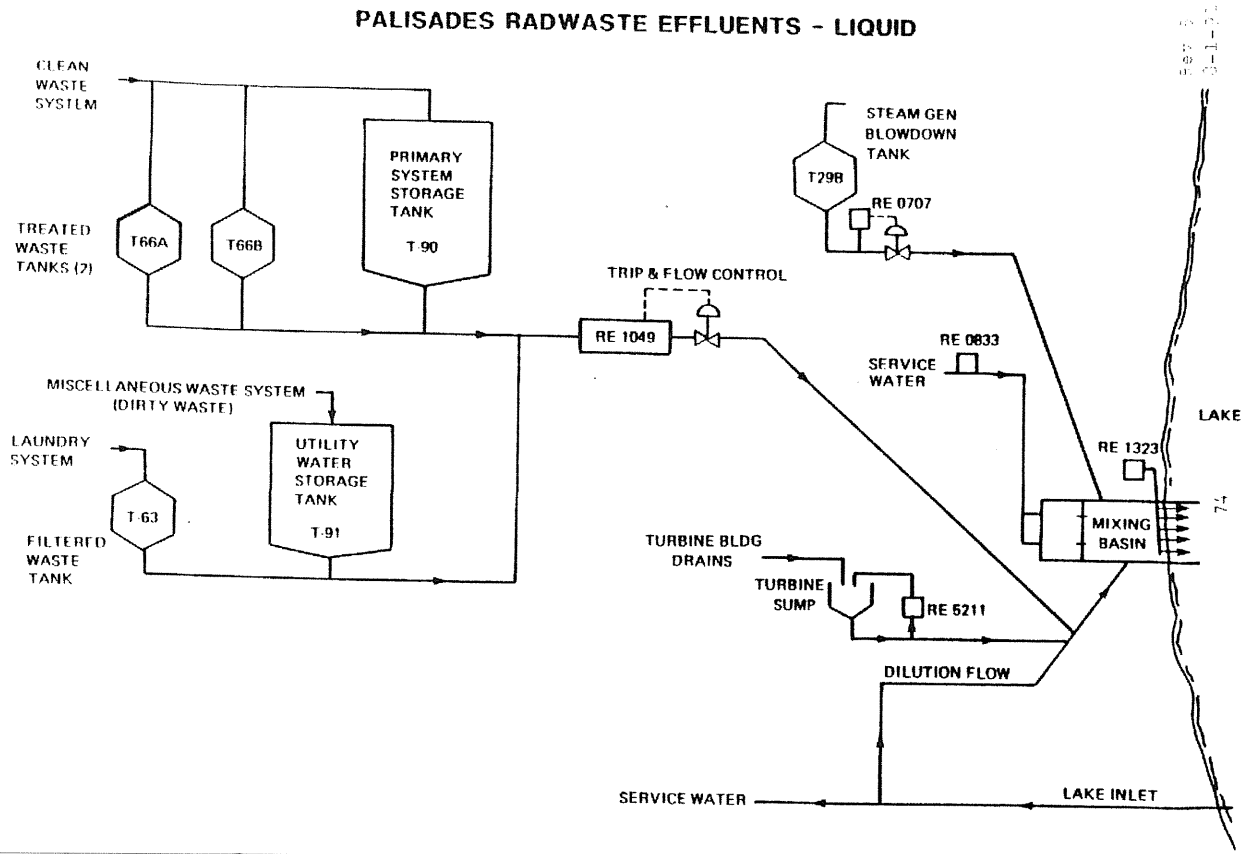 PALISADES RADWASTE EFFLUENTS - LIQUID
CLEAN
WASTE
SYSTEM
PRIMARY
SYSTEM
STORAGE
TANK
T-90
TREATED
WASTE
TANKS (2)
T66A
T66B
STEAM GEN
BLOWDOWN
TANK
T29B
RE 0707
TRIP & FLOW CONTROL
RE 1049
RE 0833
SERVICE
WATER
LAKE
RE 1323
MIXING
BASIN
74
MISCELLANEOUS WASTE SYSTEM
(DIRTY WASTE)
LAUNDRY
SYSTEM
UTILITY
WATER
STORAGE
TANK
T-91
T-63
FILTERED
WASTE
TANK
TURBINE BLDG
DRAINS
TURBINE
SUMP
RE 5211
DILUTION FLOW
SERVICE WATER
LAKE INLET